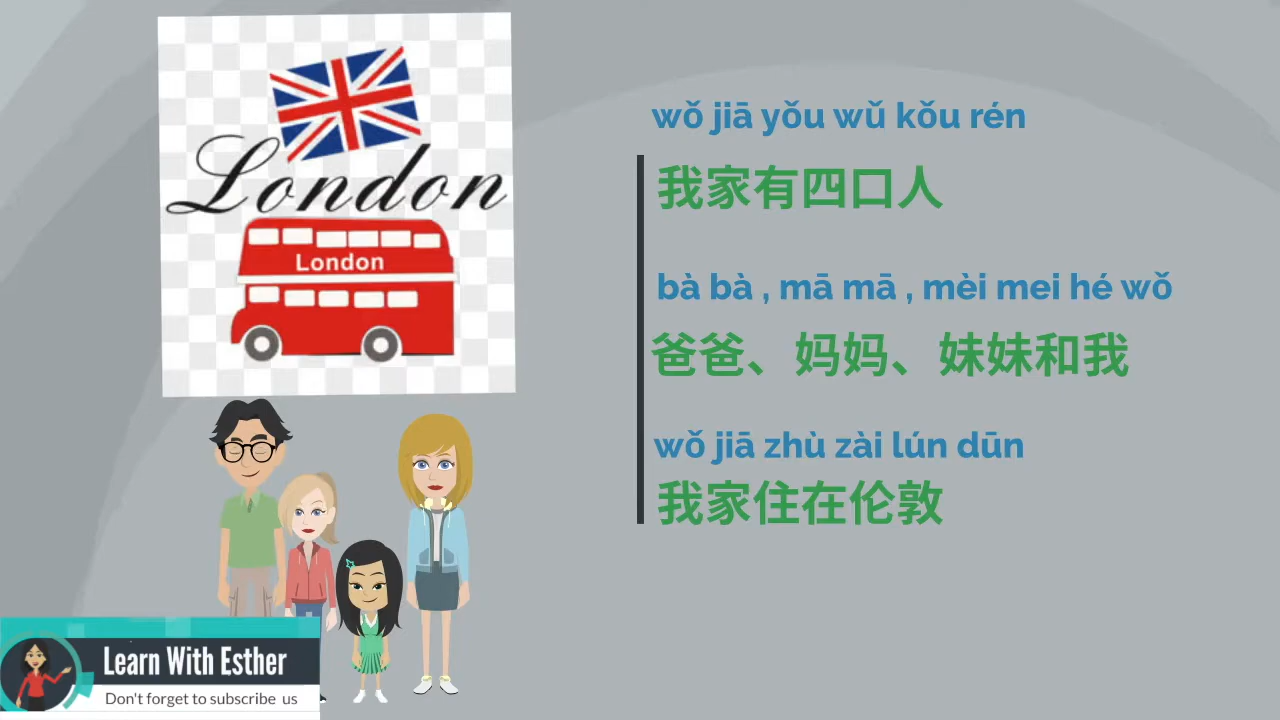 London
London
wǒ jiā yǒu wǔ kǒu rén
我家有四口人
bà bà , mā mā , mèi mei hé wǒ
爸爸、妈妈、妹妹和我
wǒ jiā zhù zài lún dūn
我家住在伦敦
Learn With Esther
Don't forget to subscribe us